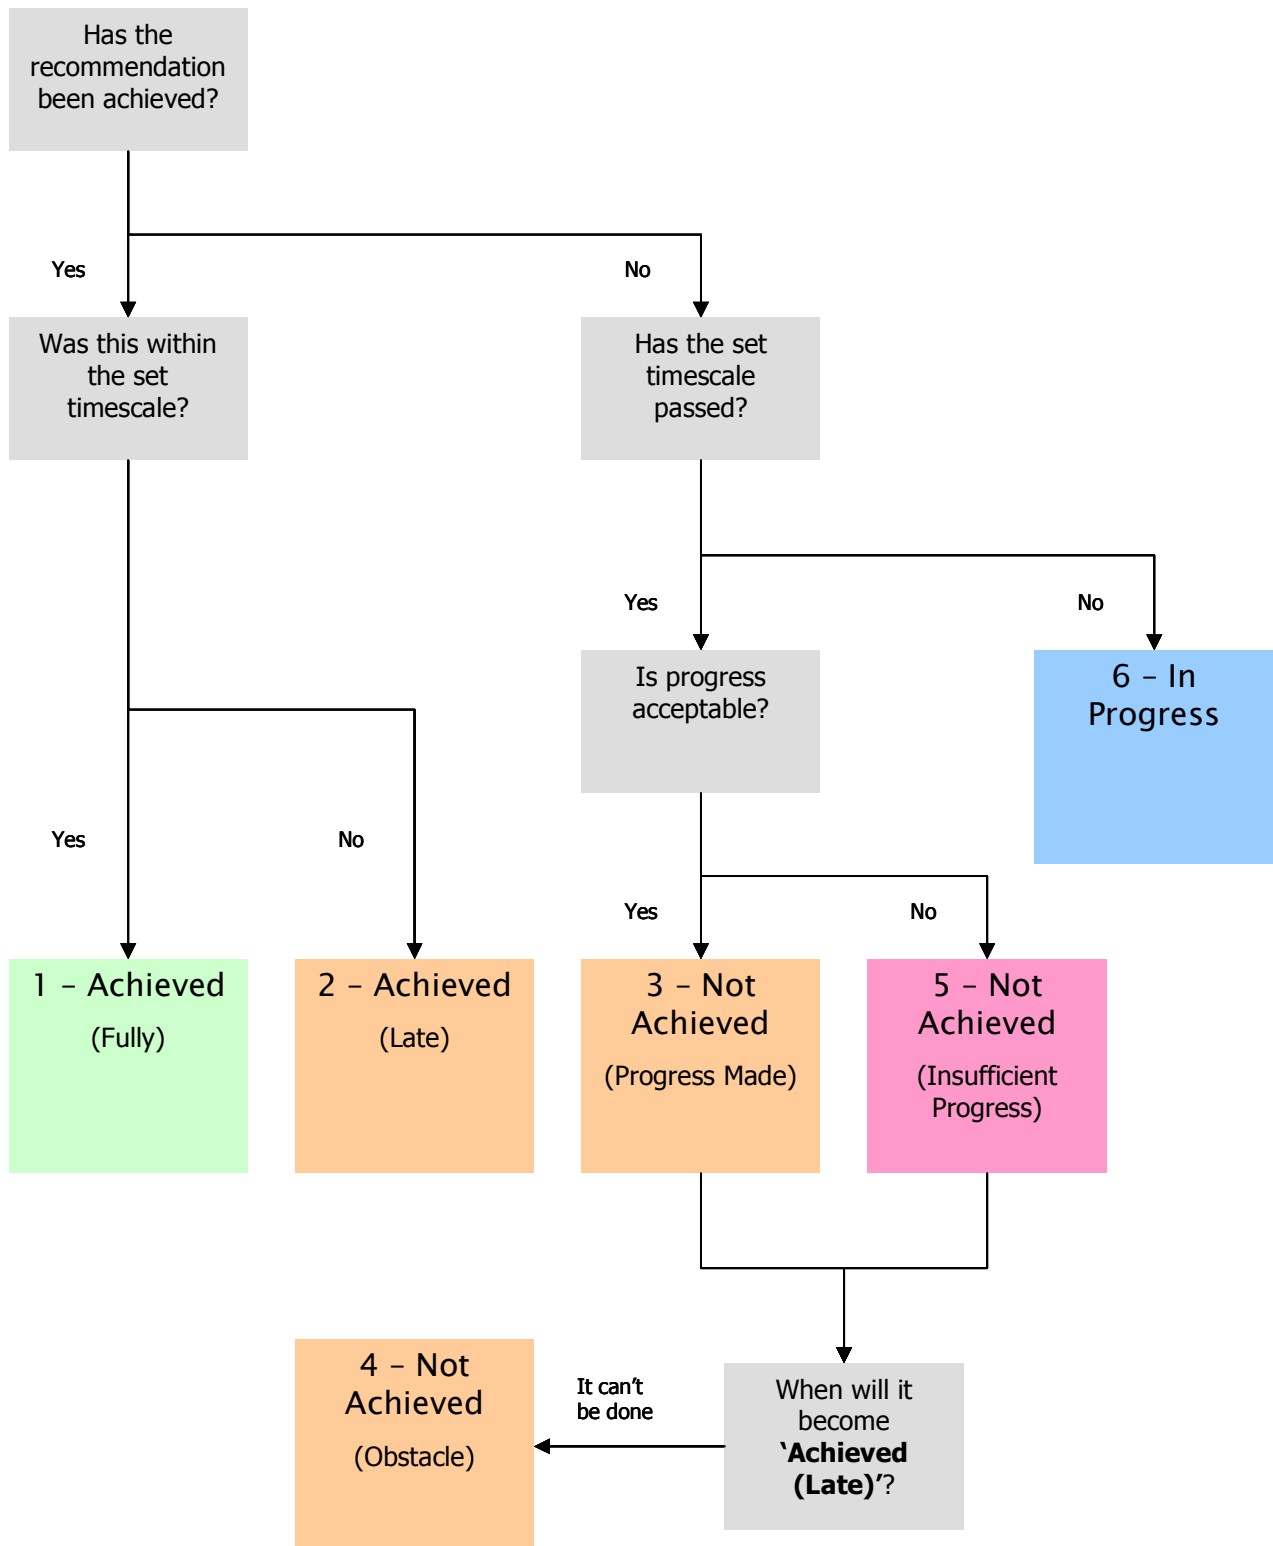 Has the
recommendation
been achieved?
Yes
No
Was this within
the set
timescale?
Has the set
timescale
passed?
Yes
No
Is progress
acceptable?
6 – In
Progress
Yes
No
Yes
No
1 – Achieved
(Fully)
2 – Achieved
(Late)
3 – Not
Achieved
(Progress Made)
5 – Not
Achieved
(Insufficient
Progress)
4 – Not
Achieved
(Obstacle)
It can't
be done
When will it
become
‘Achieved
(Late)’?